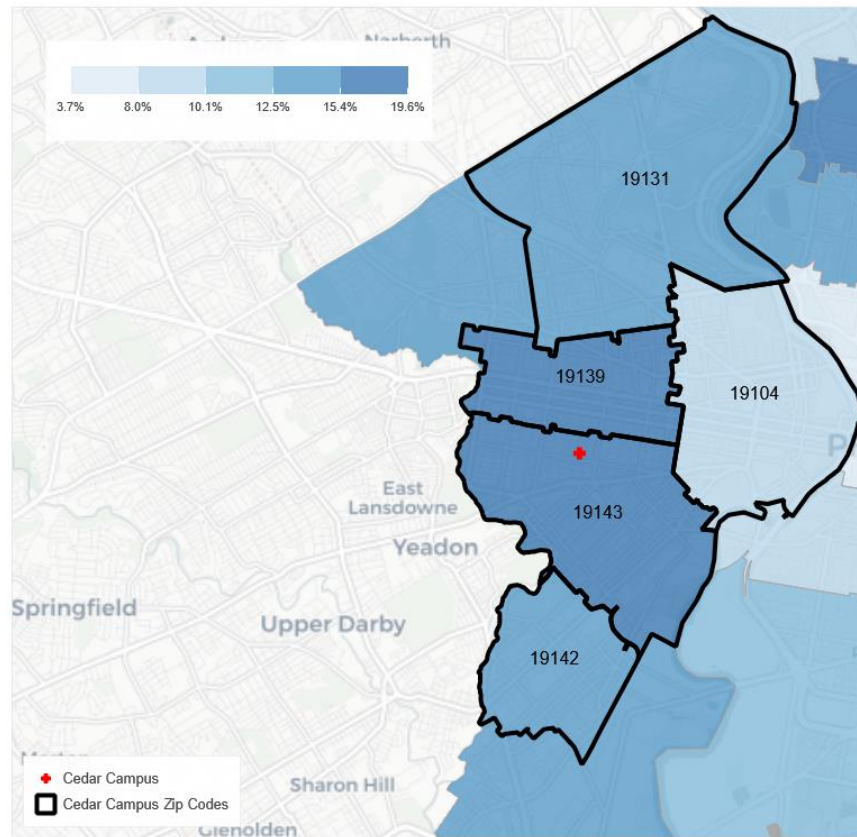 Narberth
3.7% 8.0% 10.1% 12.5% 15.4% 19.6%
19131
19139
19104
East
Lansdowne
19143
Yeadon
Springfield
Upper Darby
19142
Cedar Campus
Cedar Campus Zip Codes
Sharon Hill
Glenolden